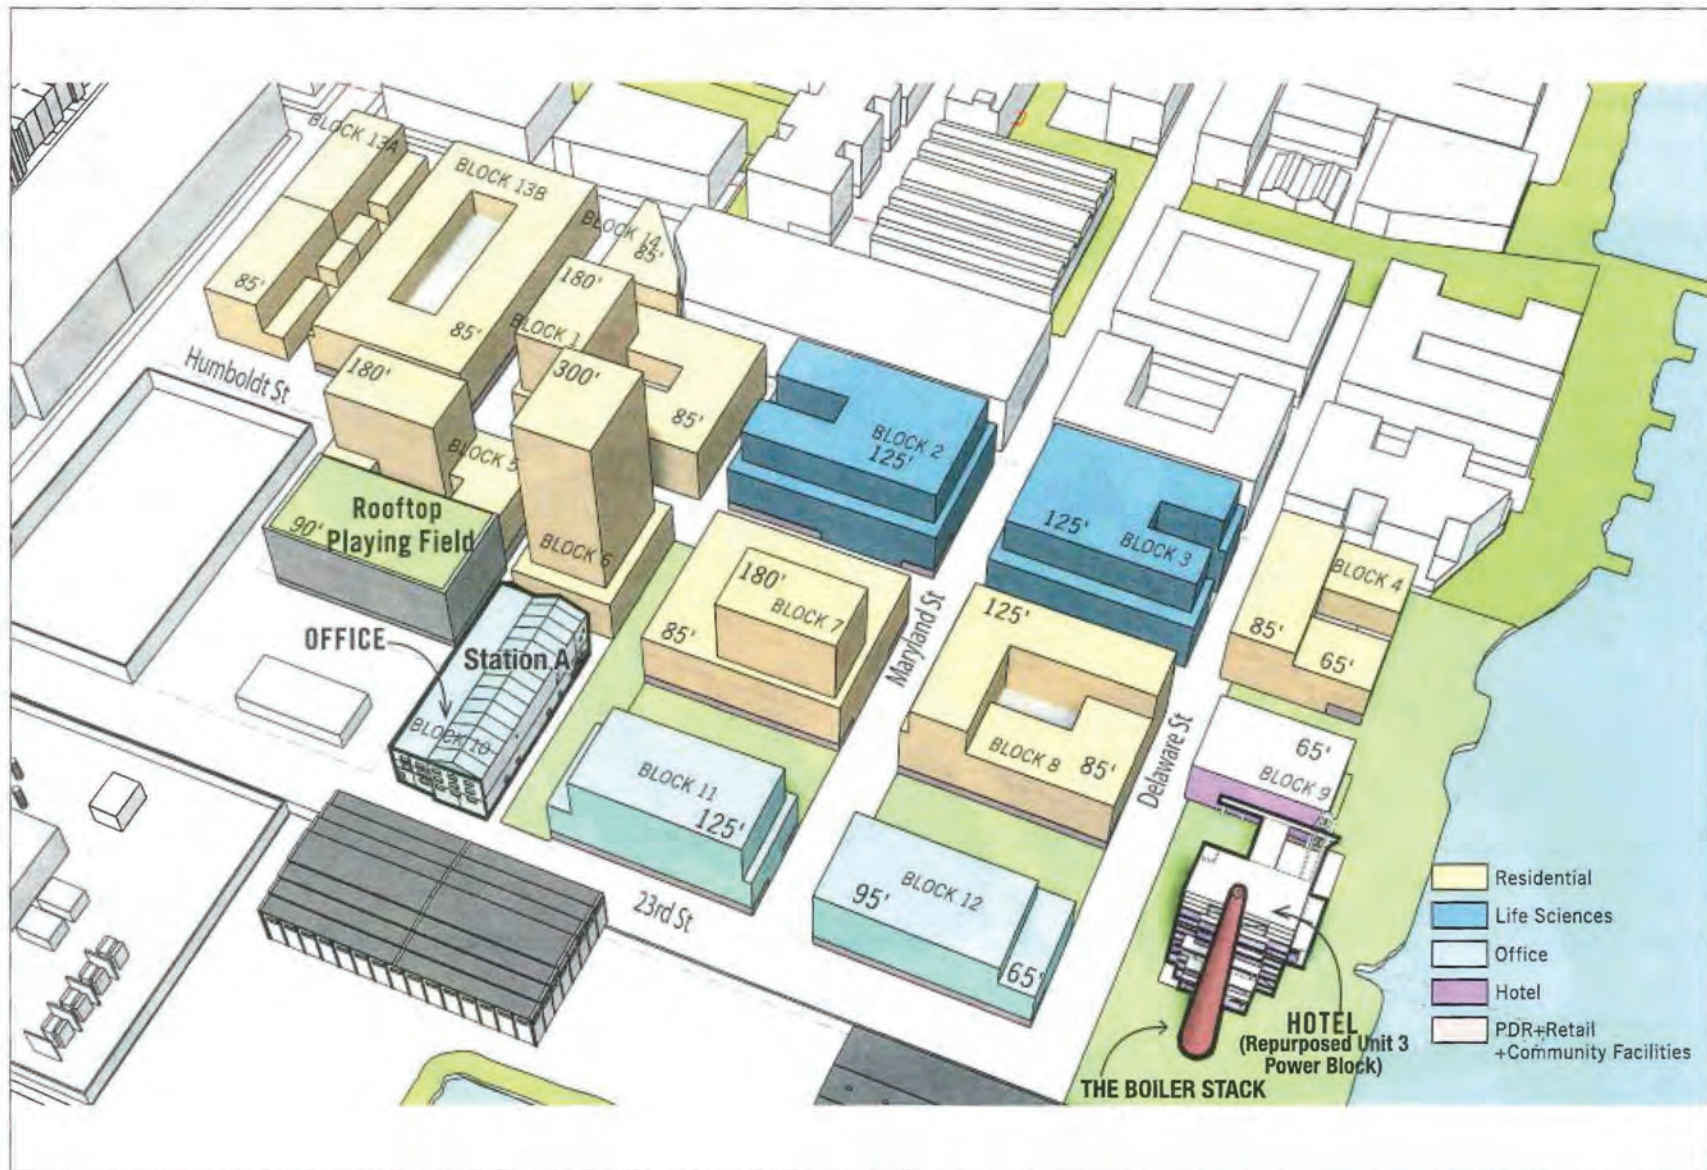 BLOCK 13A
BLOCK 13B
BLOCK 14
85'
85'
85'
180'
BLOCK 1
85'
Humboldt St
180'
300'
BLOCK 5
BLOCK 2
125'
Rooftop
Playing Field
90'
BLOCK 6
125'
BLOCK 3
BLOCK 4
85'
65'
180'
BLOCK 7
85'
Maryland St
125'
OFFICE
Station A
BLOCK 10
BLOCK 8
85'
Delaware St
65'
BLOCK 9
BLOCK 11
125'
BLOCK 12
95'
65'
23rd St
Residential
Life Sciences
Office
Hotel
PDR+Retail
+Community Facilities
HOTEL
(Repurposed Unit 3
Power Block)
THE BOILER STACK